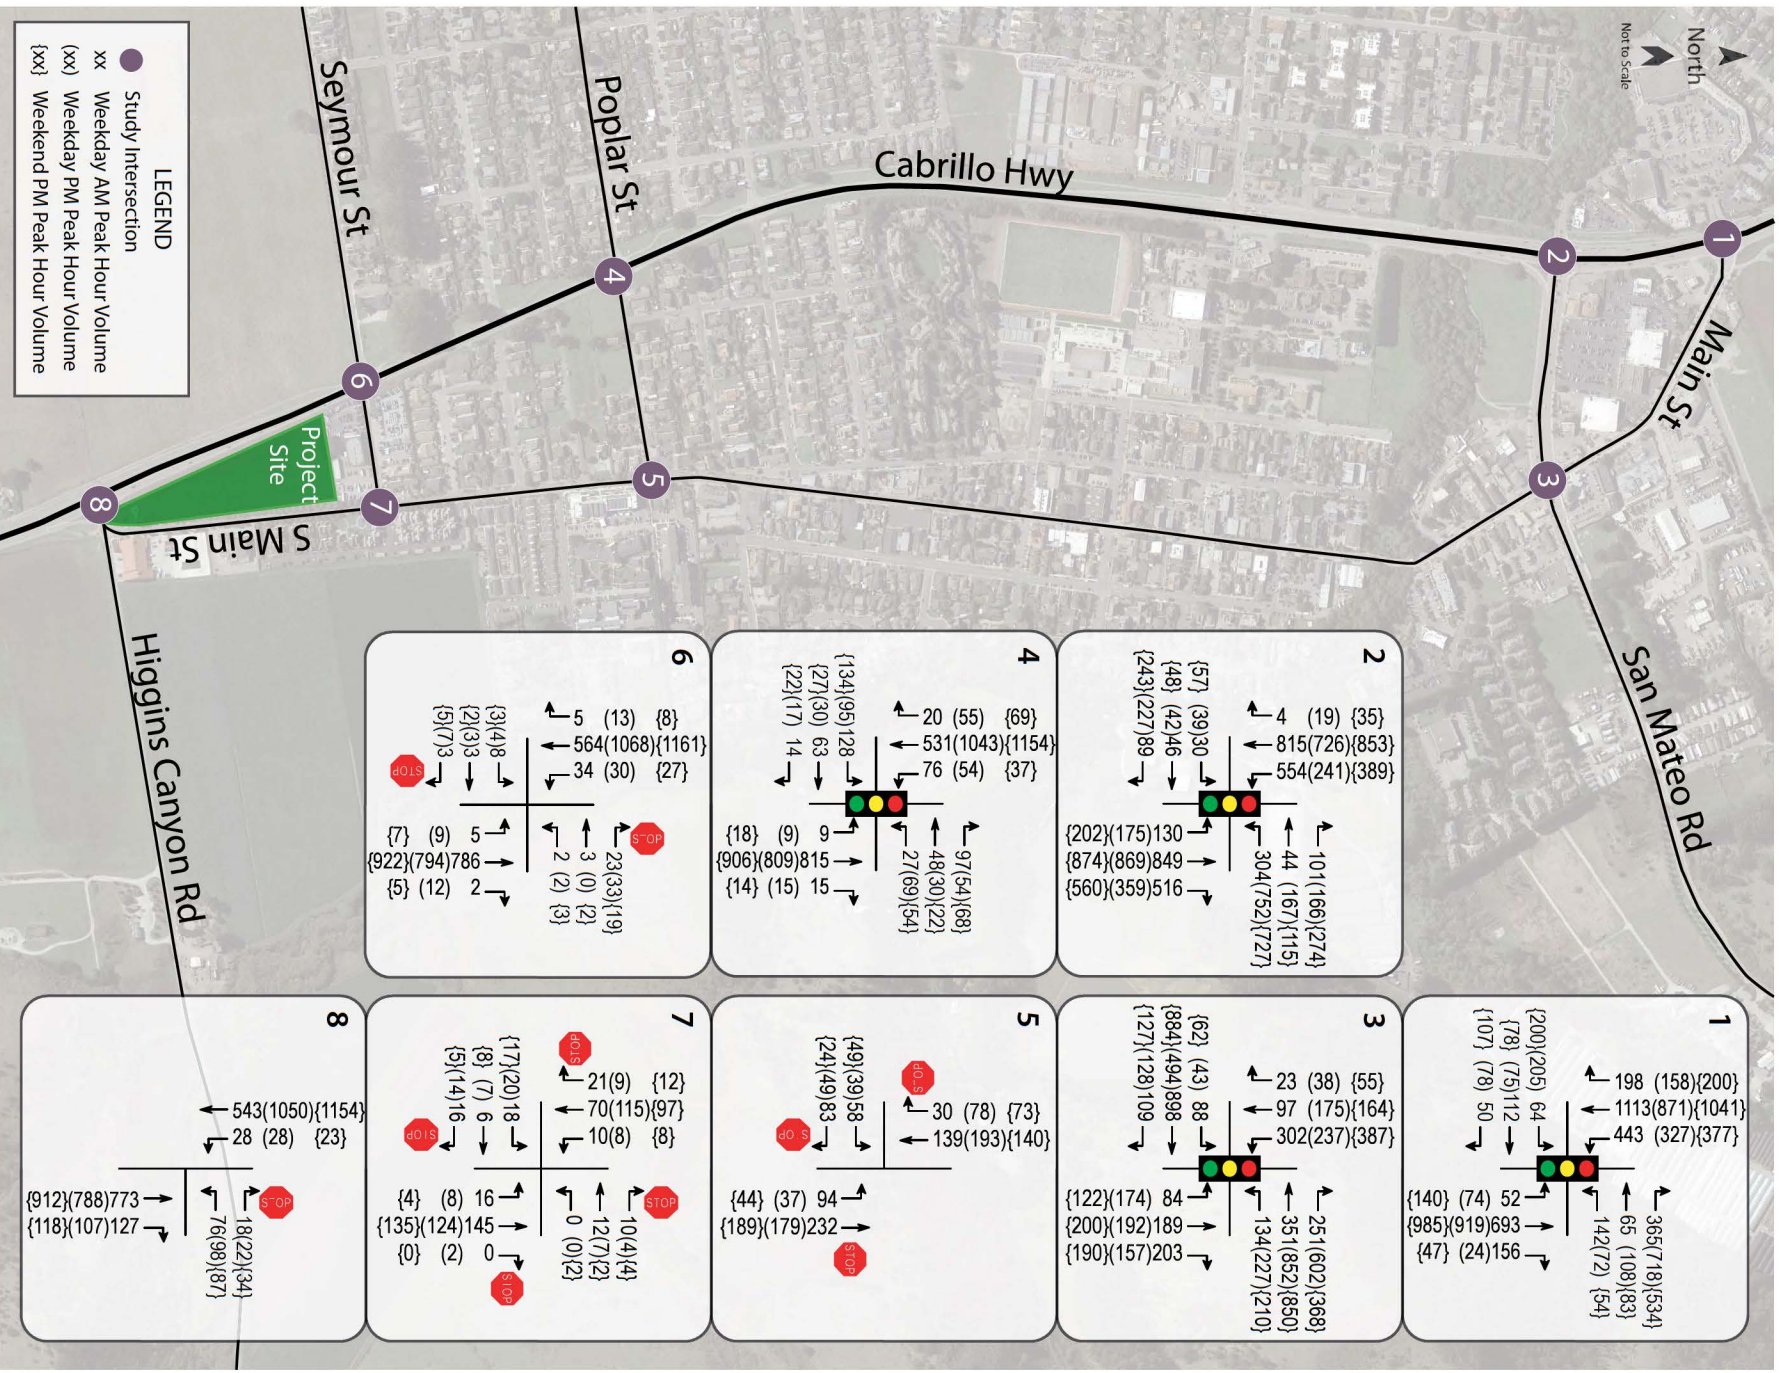 North
Not to Scale
Cabrillo Hwy
Main St
San Mateo Rd
Poplar St
Seymour St
S Main St
Higgins Canyon Rd
Project
Site
1
2
3
4
5
6
7
8
LEGEND
Study Intersection
xx Weekday AM Peak Hour Volume
(xx) Weekday PM Peak Hour Volume
{xx} Weekend PM Peak Hour Volume
2
4 (19) {35}
815(726){853}
554(241){389}
{57} (39)30
{48} (42)46
{243}(227)89
{202}(175)130
{874}(869)849
{560}(359)516
101(166){274}
44 (167){115}
304(752){727}
4
20 (55) {69}
531(1043){1154}
76 (54) {37}
{134}(95)128
{27}(30) 63
{22}(17) 14
{18} (9) 9
{906}(809)815
{14} (15) 15
97(54){68}
48(30){22}
27(69){54}
6
5 (13) {8}
564(1068){1161}
34 (30) {27}
{3}(4)8
{2}(3)3
{5}(7)3
STOP
STOP
{7} (9) 5
{922}(794)786
{5} (12) 2
23(33){19}
3 (0) {2}
2 (2) {3}
1
198 (158){200}
1113(871){1041}
443 (327){377}
{200}(205) 64
{78} (75)112
{107} (78) 50
{140} (74) 52
{985}(919)693
{47} (24)156
365(718){534}
65 (108){83}
142(72) {54}
3
23 (38) {55}
97 (175){164}
302(237){387}
{62} (43) 88
{884}(494)898
{127}(128)109
{122}(174) 84
{200}(192)189
{190}(157)203
251(602){368}
351(852){850}
134(227){210}
5
STOP
30 (78) {73}
139(193){140}
{49}(39)58
{24}(49)83
STOP
{44} (37) 94
{189}(179)232
STOP
7
STOP
21(9) {12}
70(115){97}
10(8) {8}
{17}(20)18
{8} (7) 6
{5}(14)16
STOP
STOP
{4} (8) 16
{135}(124)145
{0} (2) 0
STOP
10(4){4}
12(7){2}
0 (0){2}
8
543(1050){1154}
28 (28) {23}
{912}(788)773
{118}(107)127
STOP
18(22){34}
76(98){87}